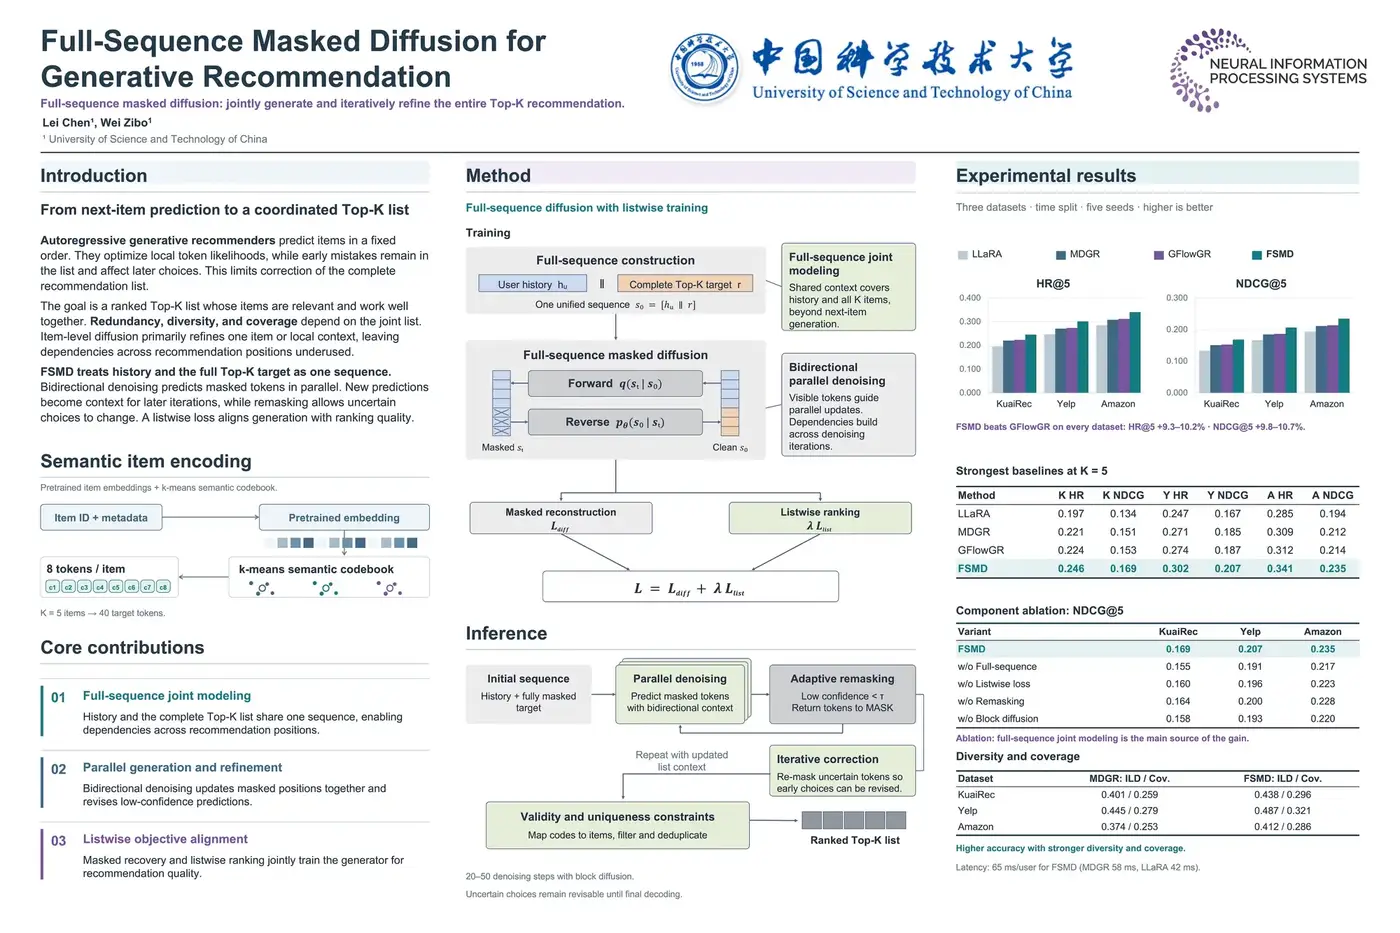 Full-Sequence Masked Diffusion for
Generative Recommendation
Full-sequence masked diffusion: jointly generate and iteratively refine the entire Top-K recommendation.
Lei Chen¹, Wei Zibo¹
¹ University of Science and Technology of China
1958
中国科学技术大学
University of Science and Technology of China
NEURAL INFORMATION
PROCESSING SYSTEMS
Introduction
From next-item prediction to a coordinated Top-K list
Autoregressive generative recommenders predict items in a fixed
order. They optimize local token likelihoods, while early mistakes remain in
the list and affect later choices. This limits correction of the complete
recommendation list.
The goal is a ranked Top-K list whose items are relevant and work well
together. Redundancy, diversity, and coverage depend on the joint list.
Item-level diffusion primarily refines one item or local context, leaving
dependencies across recommendation positions underused.
FSMD treats history and the full Top-K target as one sequence.
Bidirectional denoising predicts masked tokens in parallel. New predictions
become context for later iterations, while remasking allows uncertain
choices to change. A listwise loss aligns generation with ranking quality.
Semantic item encoding
Pretrained item embeddings + k-means semantic codebook.
Item ID + metadata
Pretrained embedding
8 tokens / item
c1 c2 c3 c4 c5 c6 c7 c8
k-means semantic codebook
K = 5 items → 40 target tokens.
Core contributions
01 Full-sequence joint modeling
History and the complete Top-K list share one sequence, enabling
dependencies across recommendation positions.
02 Parallel generation and refinement
Bidirectional denoising updates masked positions together and
revises low-confidence predictions.
03 Listwise objective alignment
Masked recovery and listwise ranking jointly train the generator for
recommendation quality.
Method
Full-sequence diffusion with listwise training
Training
Full-sequence construction
User history hᵤ ‖ Complete Top-K target r
One unified sequence s₀ = [hᵤ ‖ r]
Full-sequence joint
modeling
Shared context covers
history and all K items,
beyond next-item
generation.
Full-sequence masked diffusion
Forward q(sₜ | s₀)
Reverse p_θ(s₀ | sₜ)
Masked sₜ
Clean s₀
Bidirectional
parallel denoising
Visible tokens guide
parallel updates.
Dependencies build
across denoising
iterations.
Masked reconstruction
L_diff
Listwise ranking
λ L_list
L = L_diff + λ L_list
Inference
Initial sequence
History + fully masked
target
Parallel denoising
Predict masked tokens
with bidirectional context
Adaptive remasking
Low confidence < τ
Return tokens to MASK
Repeat with updated
list context
Iterative correction
Re-mask uncertain tokens so
early choices can be revised.
Validity and uniqueness constraints
Map codes to items, filter and deduplicate
Ranked Top-K list
20–50 denoising steps with block diffusion.
Uncertain choices remain revisable until final decoding.
Experimental results
Three datasets · time split · five seeds · higher is better
LLaRA MDGR GFlowGR FSMD
HR@5
0.400
0.300
0.200
0.100
0.000
KuaiRec Yelp Amazon
NDCG@5
0.300
0.200
0.100
0.000
KuaiRec Yelp Amazon
FSMD beats GFlowGR on every dataset: HR@5 +9.3–10.2% · NDCG@5 +9.8–10.7%.
Strongest baselines at K = 5
Method K HR K NDCG Y HR Y NDCG A HR A NDCG
LLaRA 0.197 0.134 0.247 0.167 0.285 0.194
MDGR 0.221 0.151 0.271 0.185 0.309 0.212
GFlowGR 0.224 0.153 0.274 0.187 0.312 0.214
FSMD 0.246 0.169 0.302 0.207 0.341 0.235
Component ablation: NDCG@5
Variant KuaiRec Yelp Amazon
FSMD 0.169 0.207 0.235
w/o Full-sequence 0.155 0.191 0.217
w/o Listwise loss 0.160 0.196 0.223
w/o Remasking 0.164 0.200 0.228
w/o Block diffusion 0.158 0.193 0.220
Ablation: full-sequence joint modeling is the main source of the gain.
Diversity and coverage
Dataset MDGR: ILD / Cov. FSMD: ILD / Cov.
KuaiRec 0.401 / 0.259 0.438 / 0.296
Yelp 0.445 / 0.279 0.487 / 0.321
Amazon 0.374 / 0.253 0.412 / 0.286
Higher accuracy with stronger diversity and coverage.
Latency: 65 ms/user for FSMD (MDGR 58 ms, LLaRA 42 ms).